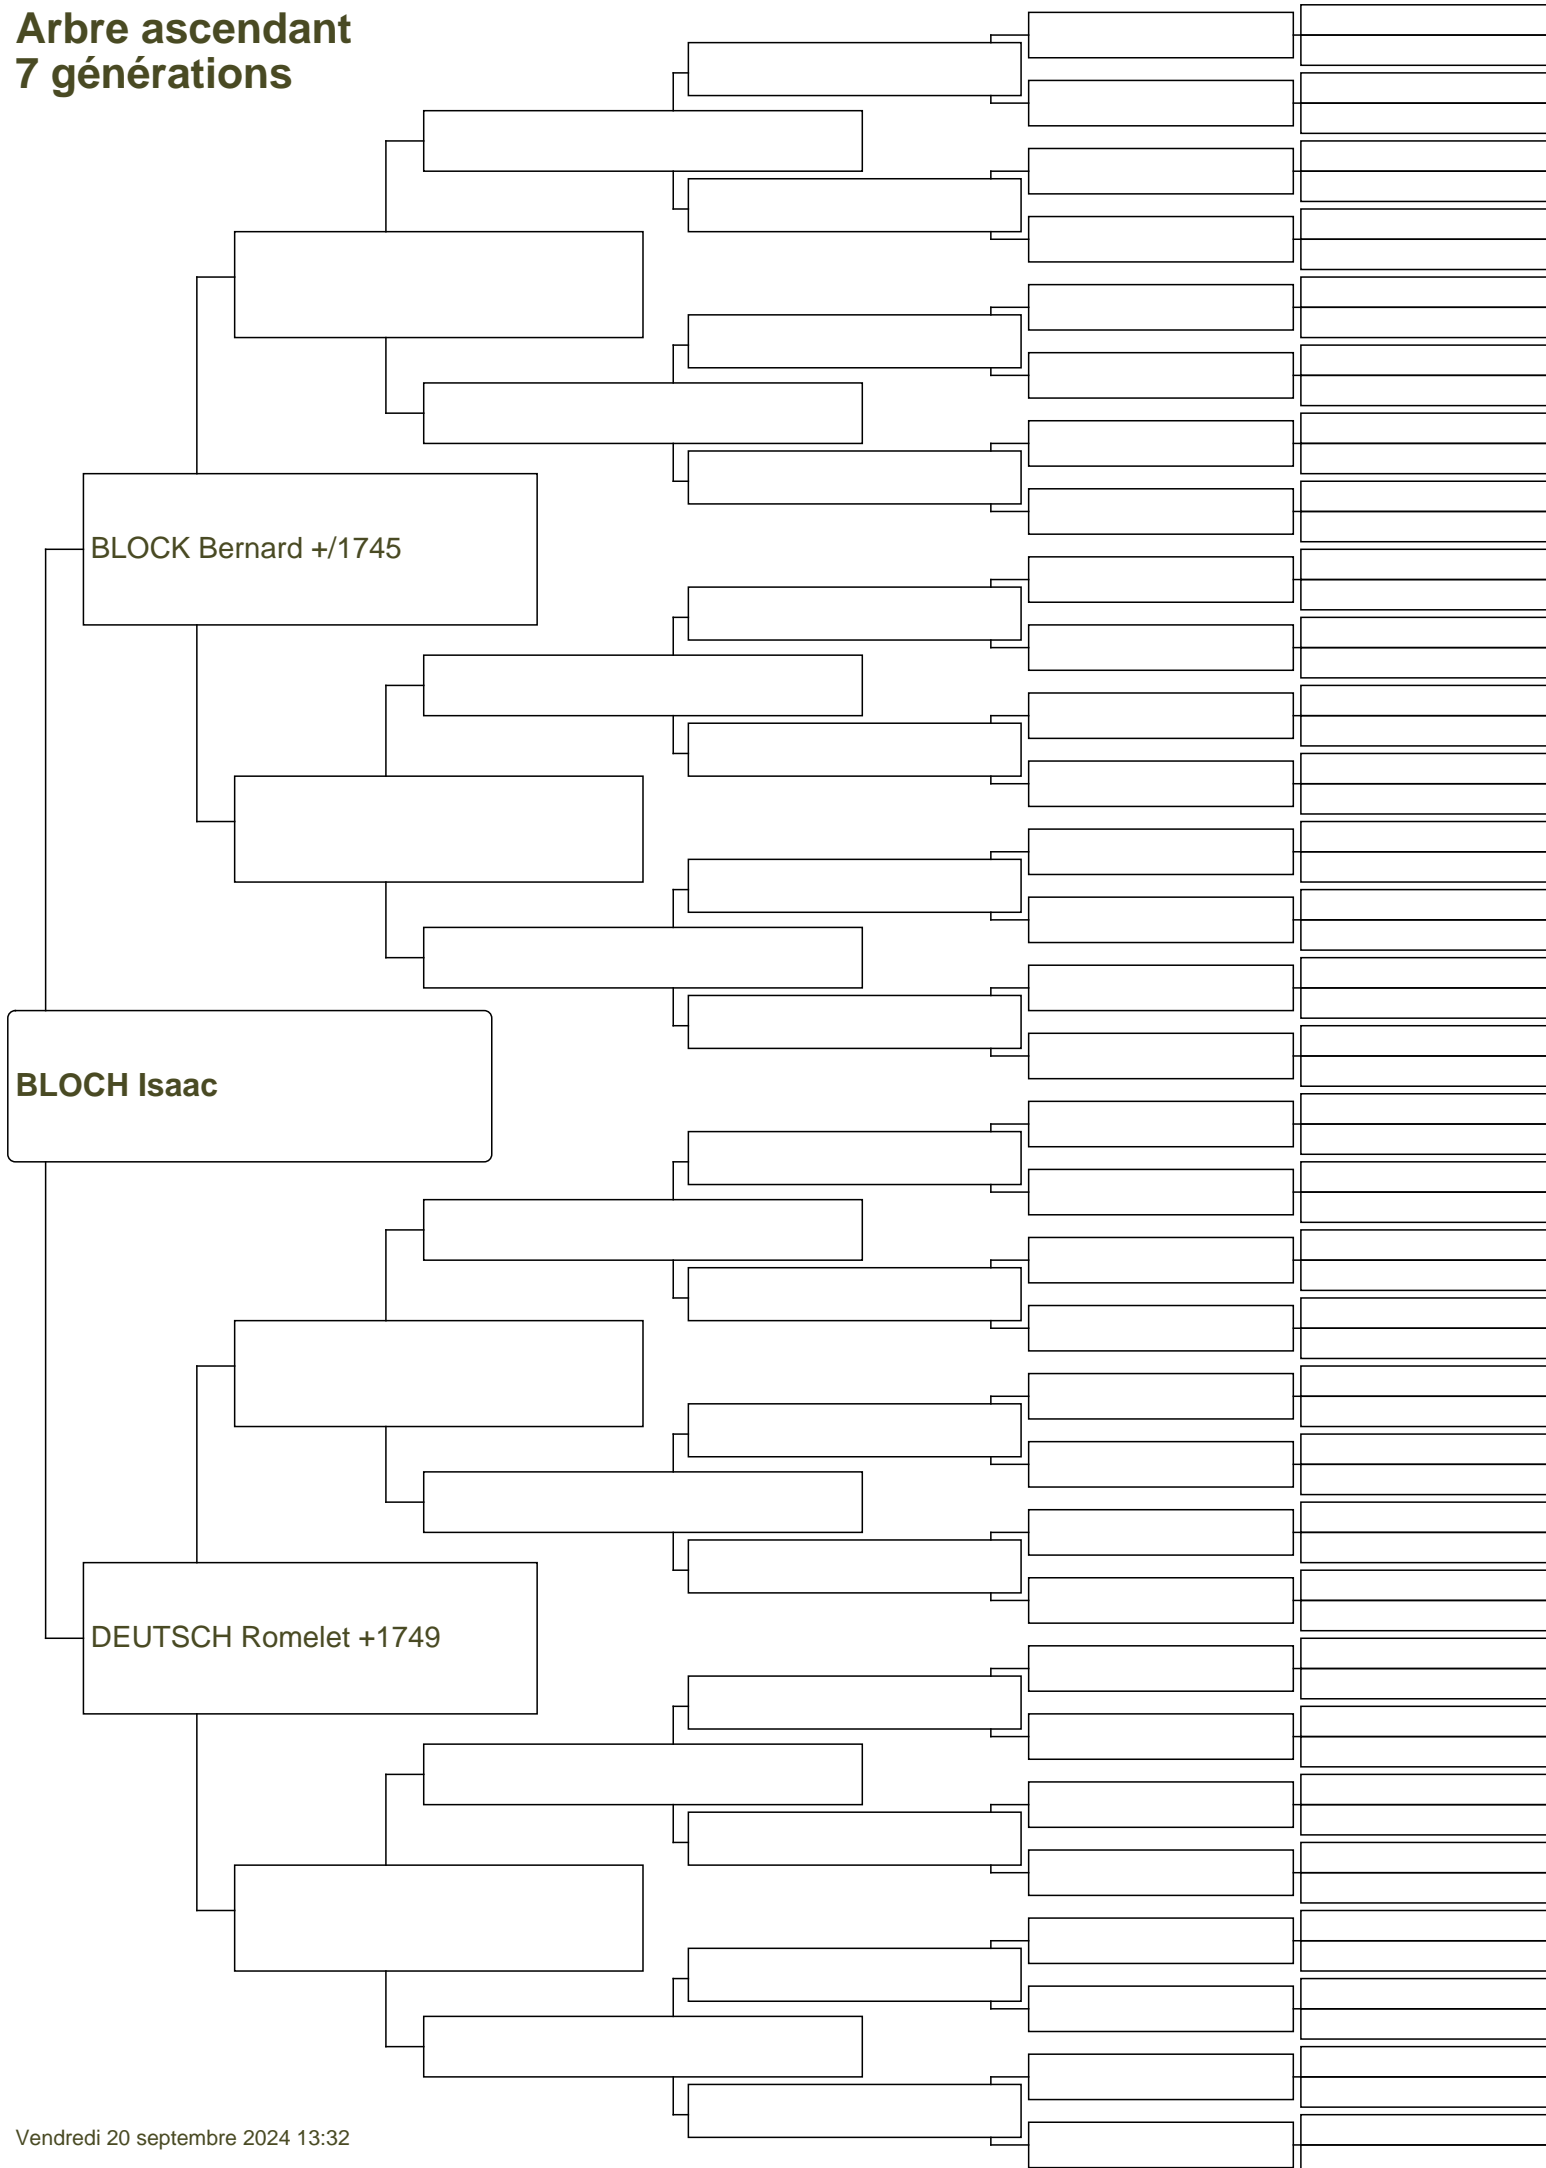 Arbre ascendant
7 générations
BLOCK Bernard +/1745
BLOCH Isaac
DEUTSCH Romelet +1749
Vendredi 20 septembre 2024 13:32